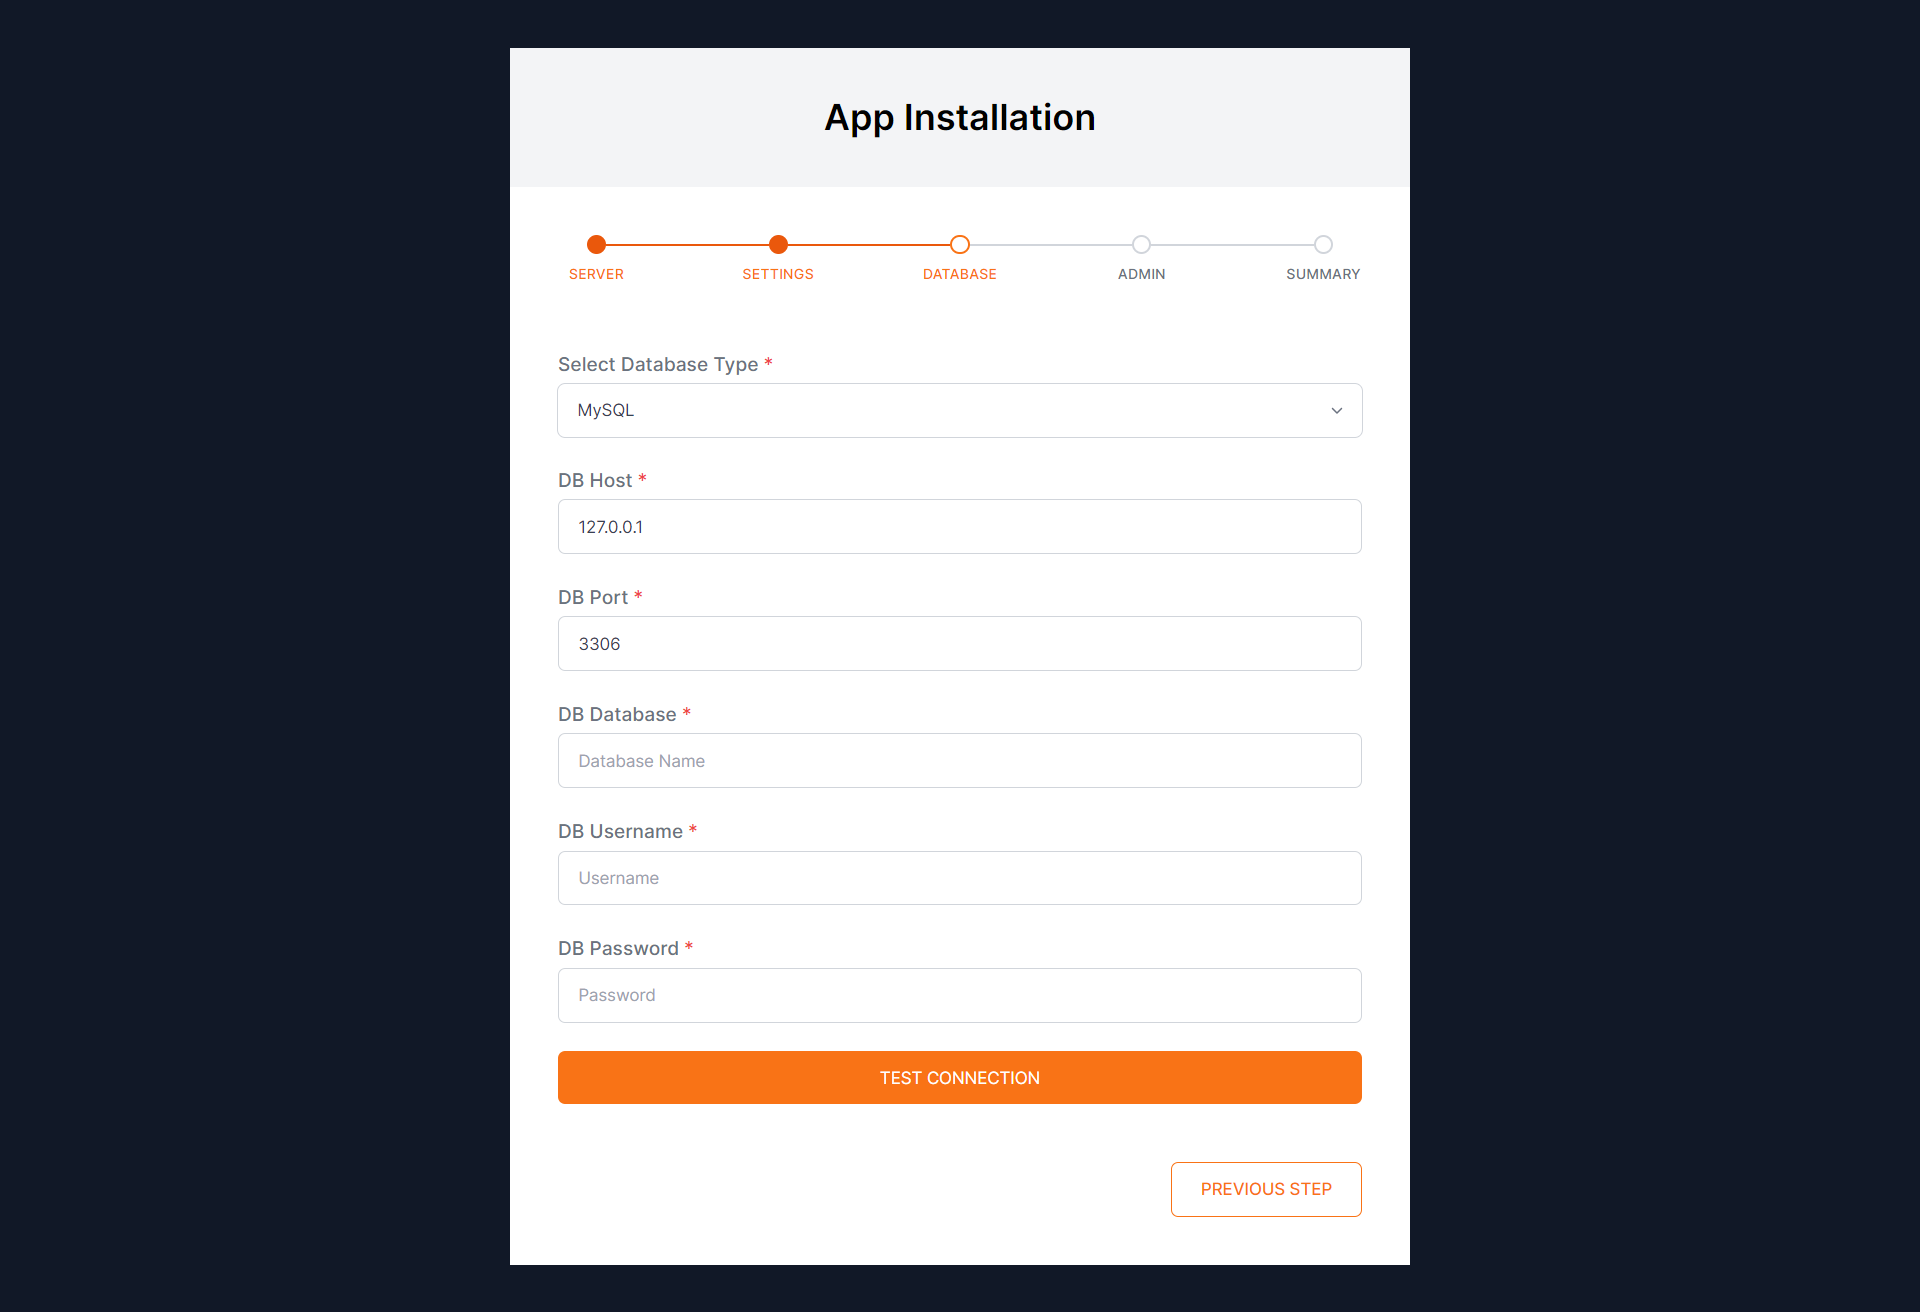 App Installation
SERVER SETTINGS DATABASE ADMIN SUMMARY
Select Database Type *
MySQL
DB Host *
127.0.0.1
DB Port *
3306
DB Database *
Database Name
DB Username *
Username
DB Password *
Password
TEST CONNECTION
PREVIOUS STEP